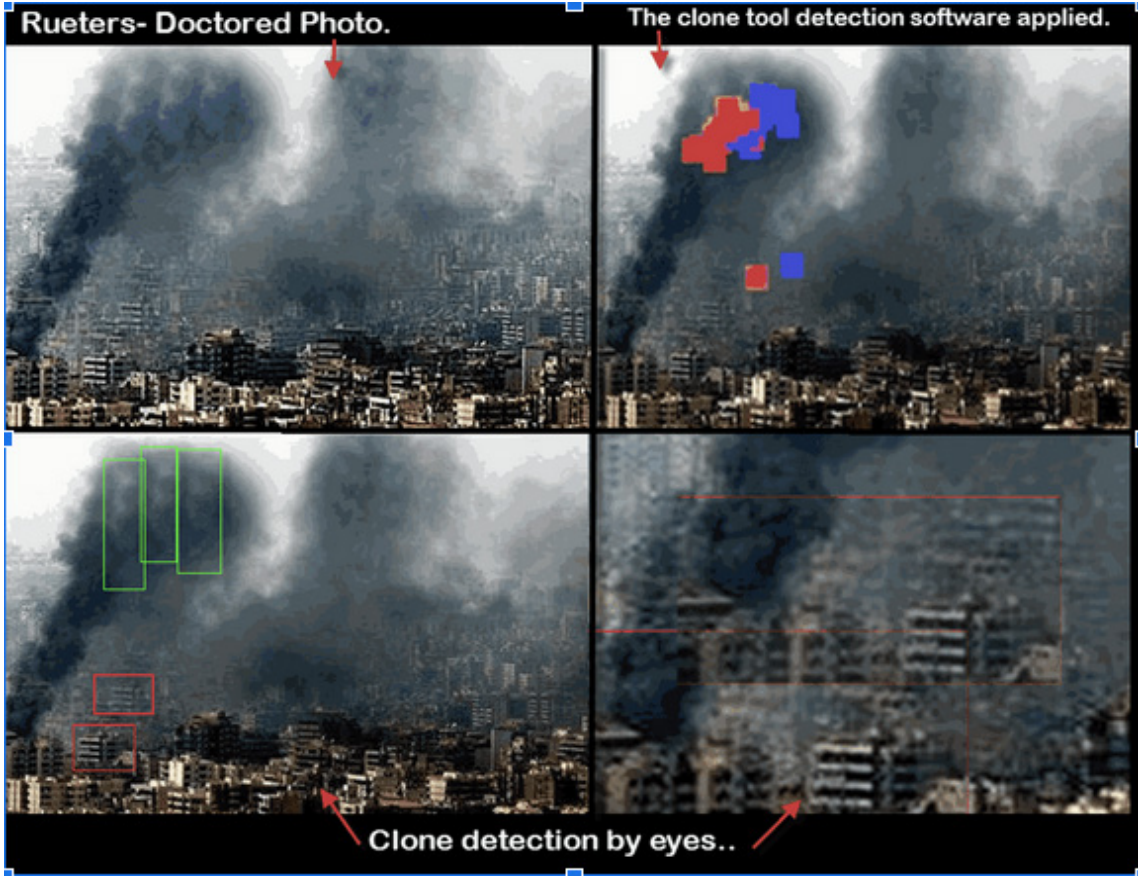 Rueters- Doctored Photo.
The clone tool detection software applied.
Clone detection by eyes..